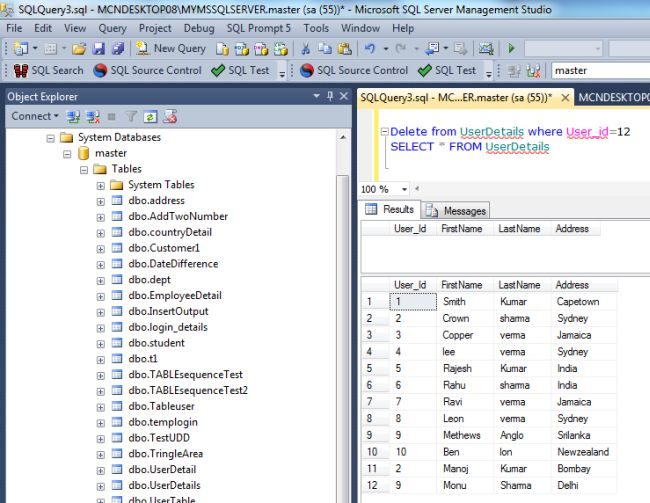 SQLQuery3.sql - MCNDESKTOP08\MYMSSQLSERVER.master (sa (55))* - Microsoft SQL Server Management Studio
File Edit View Query Project Debug SQL Prompt 5 Tools Window Help
New Query
SQL Search SQL Source Control SQL Test SQL Source Control SQL Test master
Object Explorer
Connect
System Databases
master
Tables
System Tables
dbo.address
dbo.AddTwoNumber
dbo.countryDetail
dbo.Customer1
dbo.DateDifference
dbo.dept
dbo.EmployeeDetail
dbo.InsertOutput
dbo.login_details
dbo.student
dbo.t1
dbo.TABLEsequenceTest
dbo.TABLEsequenceTest2
dbo.Tableuser
dbo.templogin
dbo.TestUDD
dbo.TringleArea
dbo.UserDetail
dbo.UserDetails
dbo.UserTable
SQLQuery3.sql - MC...ER.master (sa (55))* MCNDESKTOP0
Delete from UserDetails where User_id=12
SELECT * FROM UserDetails
100 %
Results Messages
User_Id FirstName LastName Address
User_Id FirstName LastName Address
1 1 Smith Kumar Capetown
2 2 Crown sharma Sydney
3 3 Copper verma Jamaica
4 4 lee verma Sydney
5 5 Rajesh Kumar India
6 6 Rahu sharma India
7 7 Ravi verma Jamaica
8 8 Leon verma Sydney
9 9 Methews Anglo Srilanka
10 10 Ben lon Newzealand
11 2 Manoj Kumar Bombay
12 9 Monu Sharma Delhi